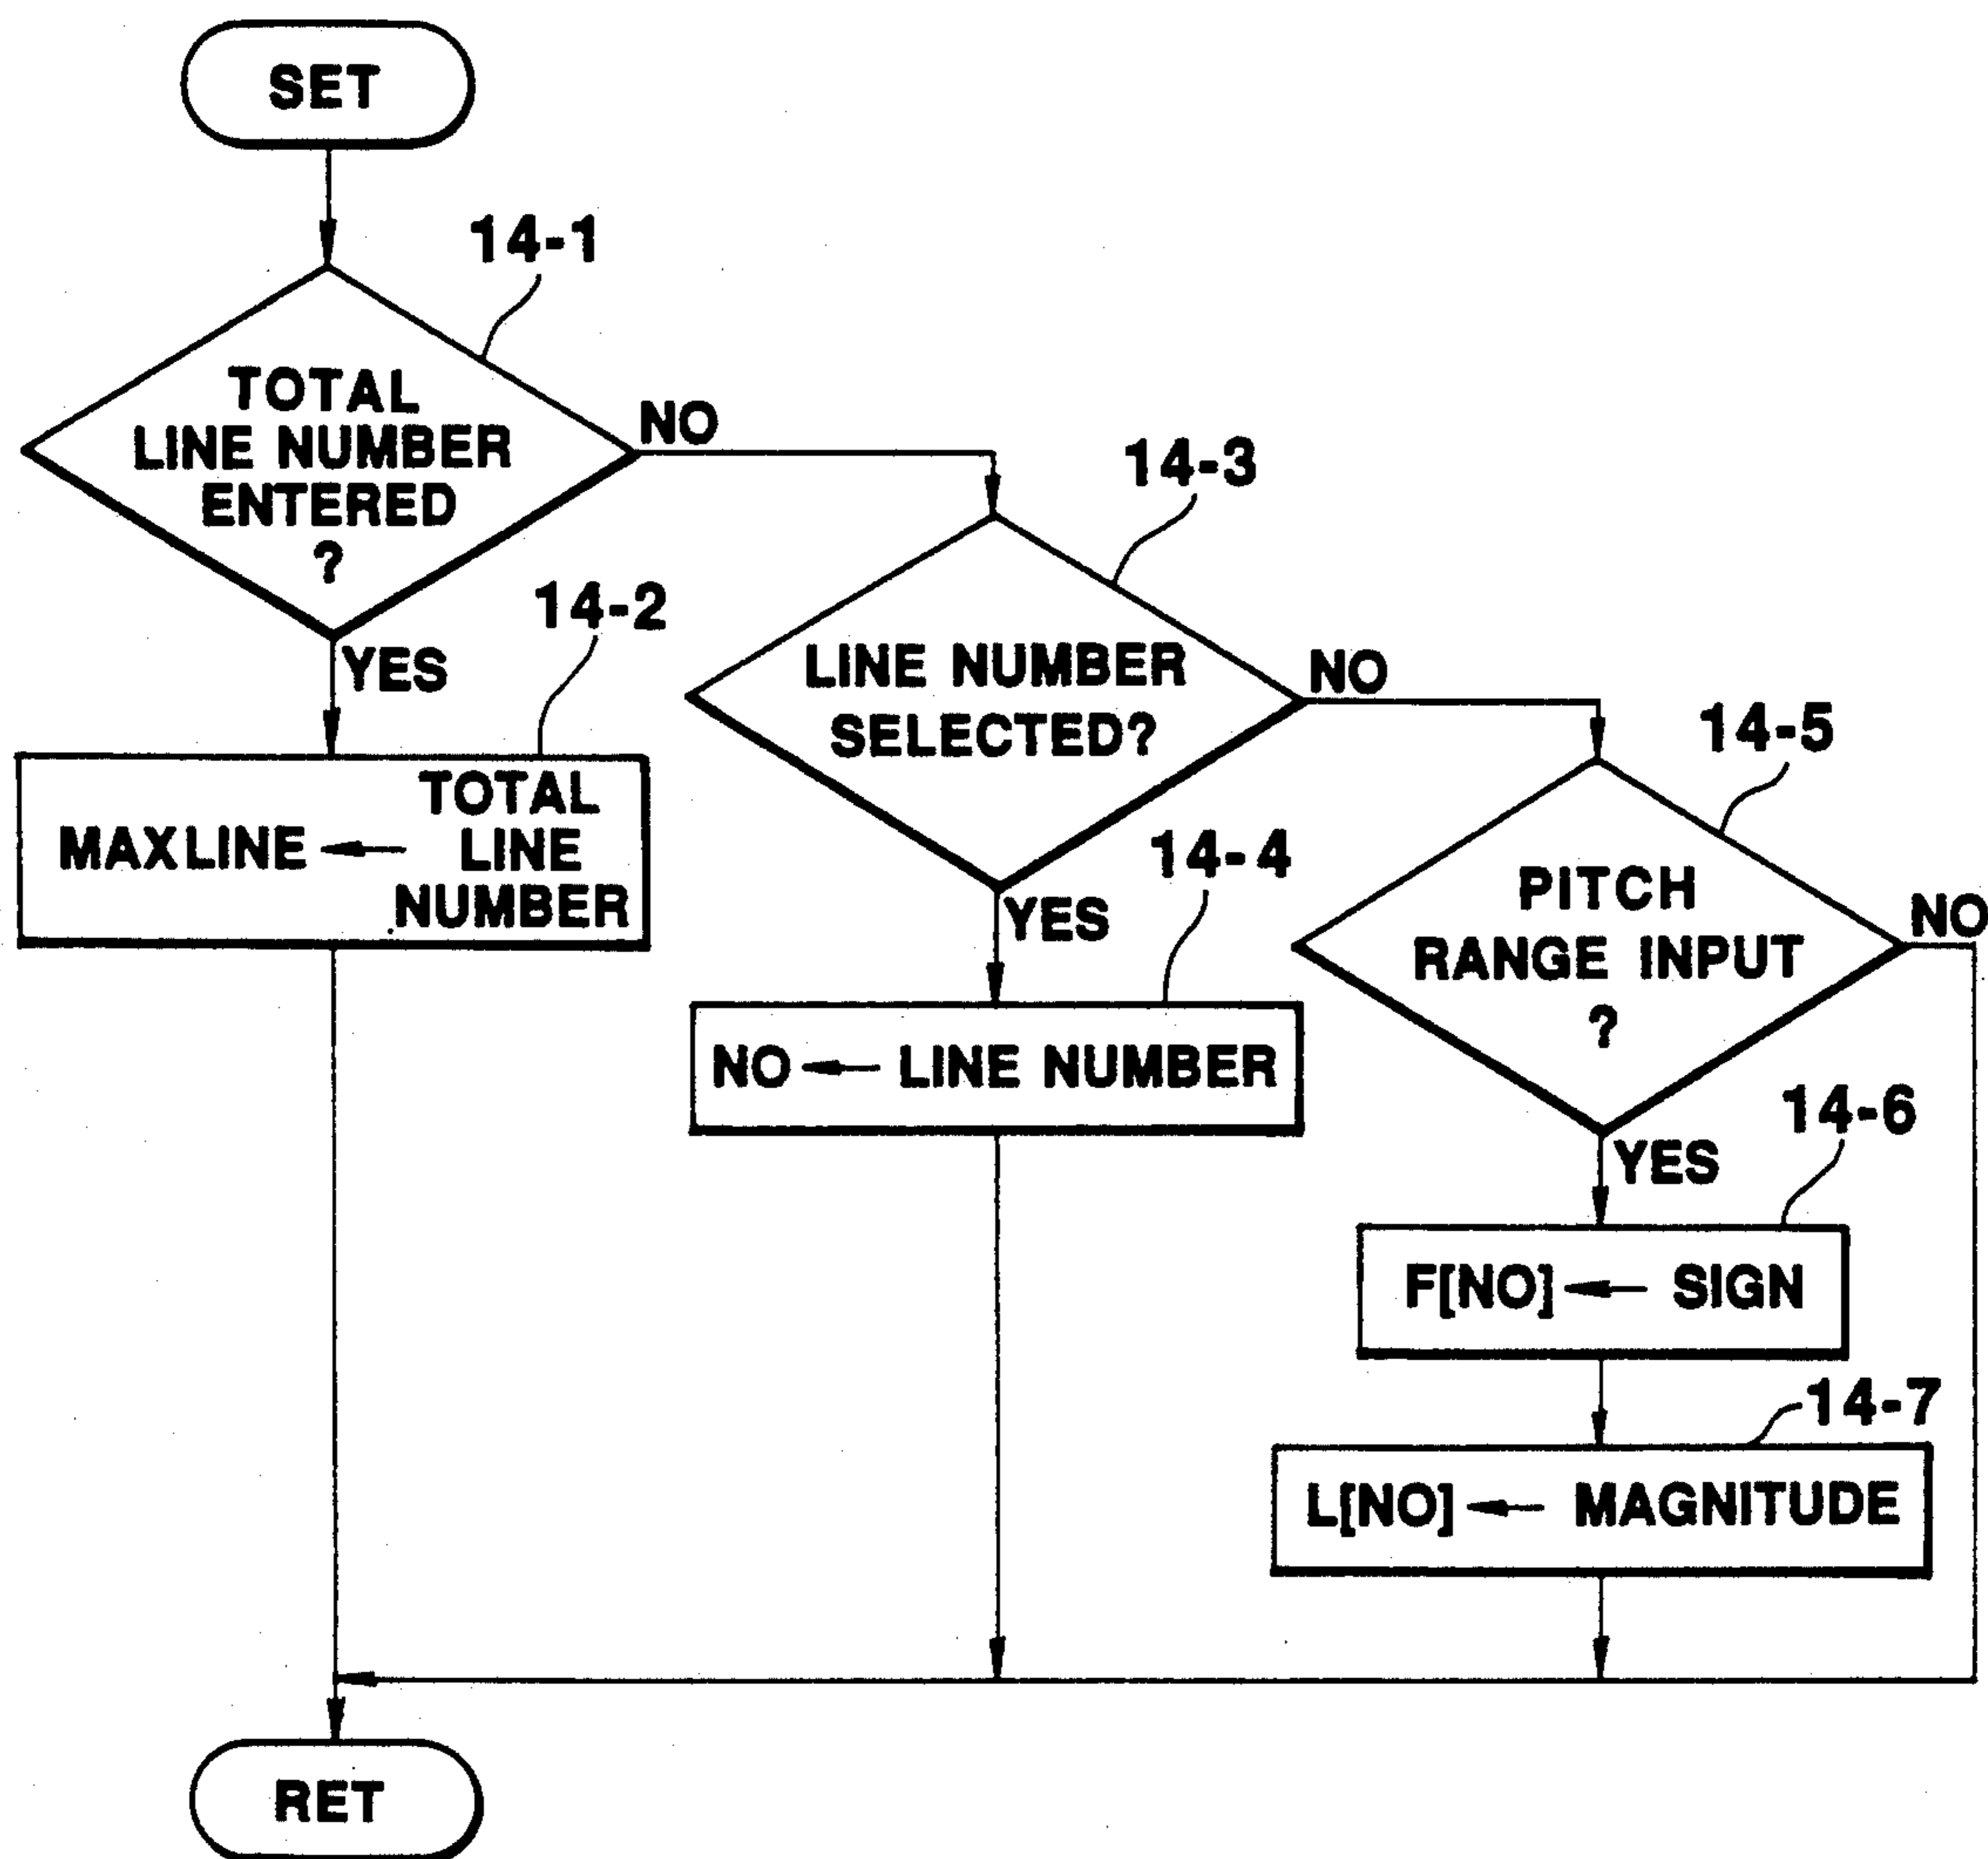 SET
14-1
TOTAL
LINE NUMBER
ENTERED
?
NO
YES
14-2
MAXLINE ← TOTAL
LINE
NUMBER
14-3
LINE NUMBER
SELECTED?
NO
YES
14-4
NO ← LINE NUMBER
14-5
PITCH
RANGE INPUT
?
NO
YES
14-6
F[NO] ← SIGN
14-7
L[NO] ← MAGNITUDE
RET